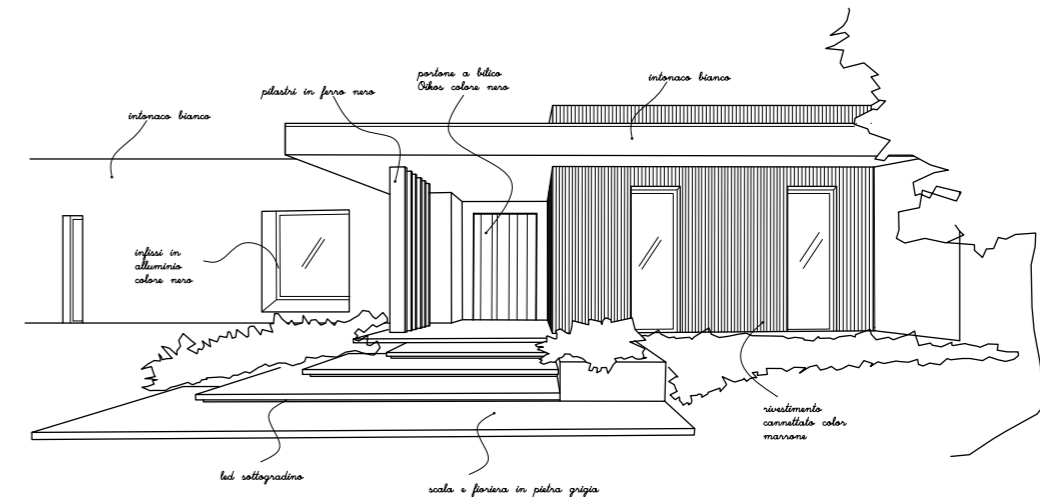 portone a bilico
Oikos colore nero
intonaco bianco
pilastri in ferro nero
intonaco bianco
infissi in
alluminio
colore nero
rivestimento
cannettato color
marrone
led sottogradino
scala e fioriera in pietra grigia